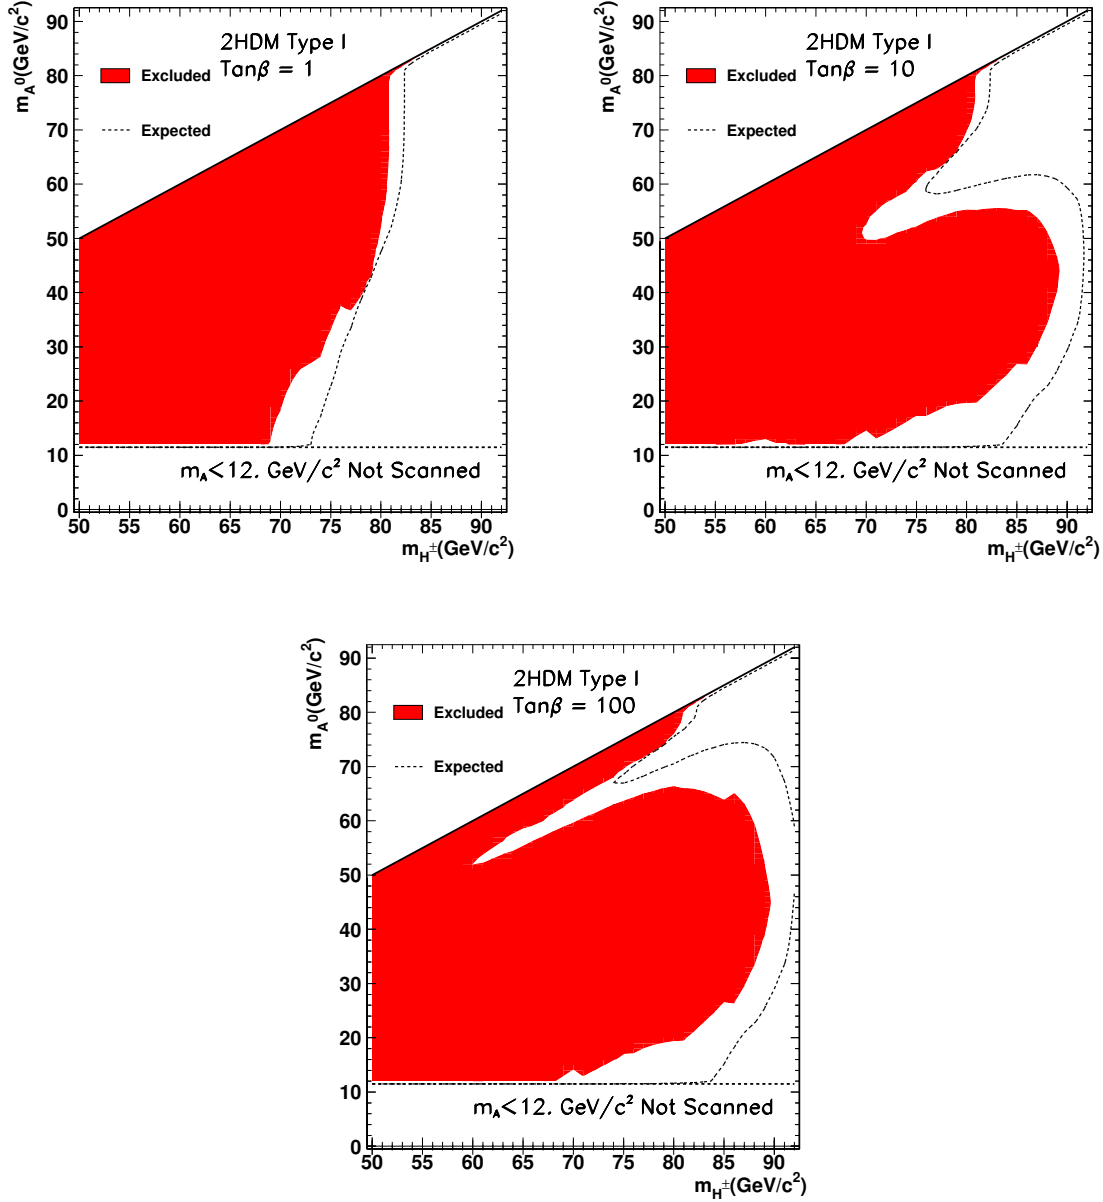 m_A⁰(GeV/c²)
90
80
70
60
50
40
30
20
10
0
2HDM Type I
Tanβ = 1
Excluded
Expected
m_A<12. GeV/c² Not Scanned
50 55 60 65 70 75 80 85 90
m_H±(GeV/c²)
m_A⁰(GeV/c²)
90
80
70
60
50
40
30
20
10
0
2HDM Type I
Tanβ = 10
Excluded
Expected
m_A<12. GeV/c² Not Scanned
50 55 60 65 70 75 80 85 90
m_H±(GeV/c²)
m_A⁰(GeV/c²)
90
80
70
60
50
40
30
20
10
0
2HDM Type I
Tanβ = 100
Excluded
Expected
m_A<12. GeV/c² Not Scanned
50 55 60 65 70 75 80 85 90
m_H±(GeV/c²)